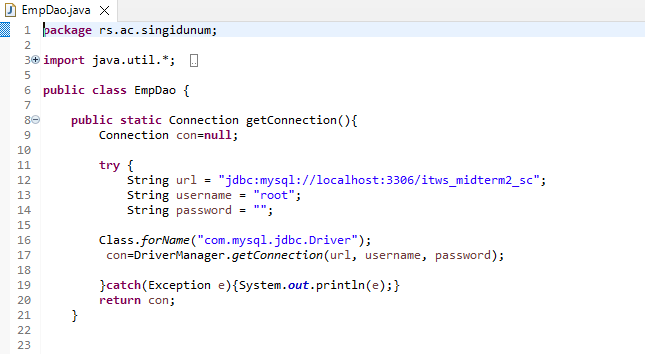 EmpDao.java
1 package rs.ac.singidunum;
2
3 import java.util.*;
5
6 public class EmpDao {
7
8 public static Connection getConnection(){
9 Connection con=null;
10
11 try {
12 String url = "jdbc:mysql://localhost:3306/itws_midterm2_sc";
13 String username = "root";
14 String password = "";
15
16 Class.forName("com.mysql.jdbc.Driver");
17 con=DriverManager.getConnection(url, username, password);
18
19 }catch(Exception e){System.out.println(e);}
20 return con;
21 }
22
23